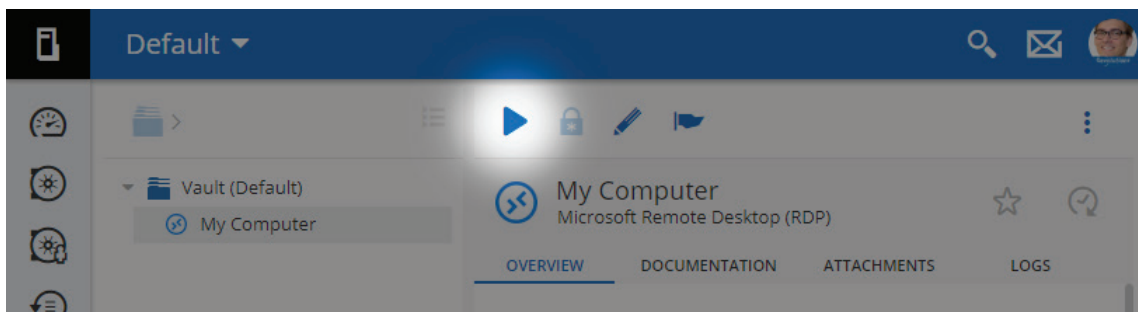 Default
Vault (Default)
My Computer
My Computer
Microsoft Remote Desktop (RDP)
OVERVIEW DOCUMENTATION ATTACHMENTS LOGS